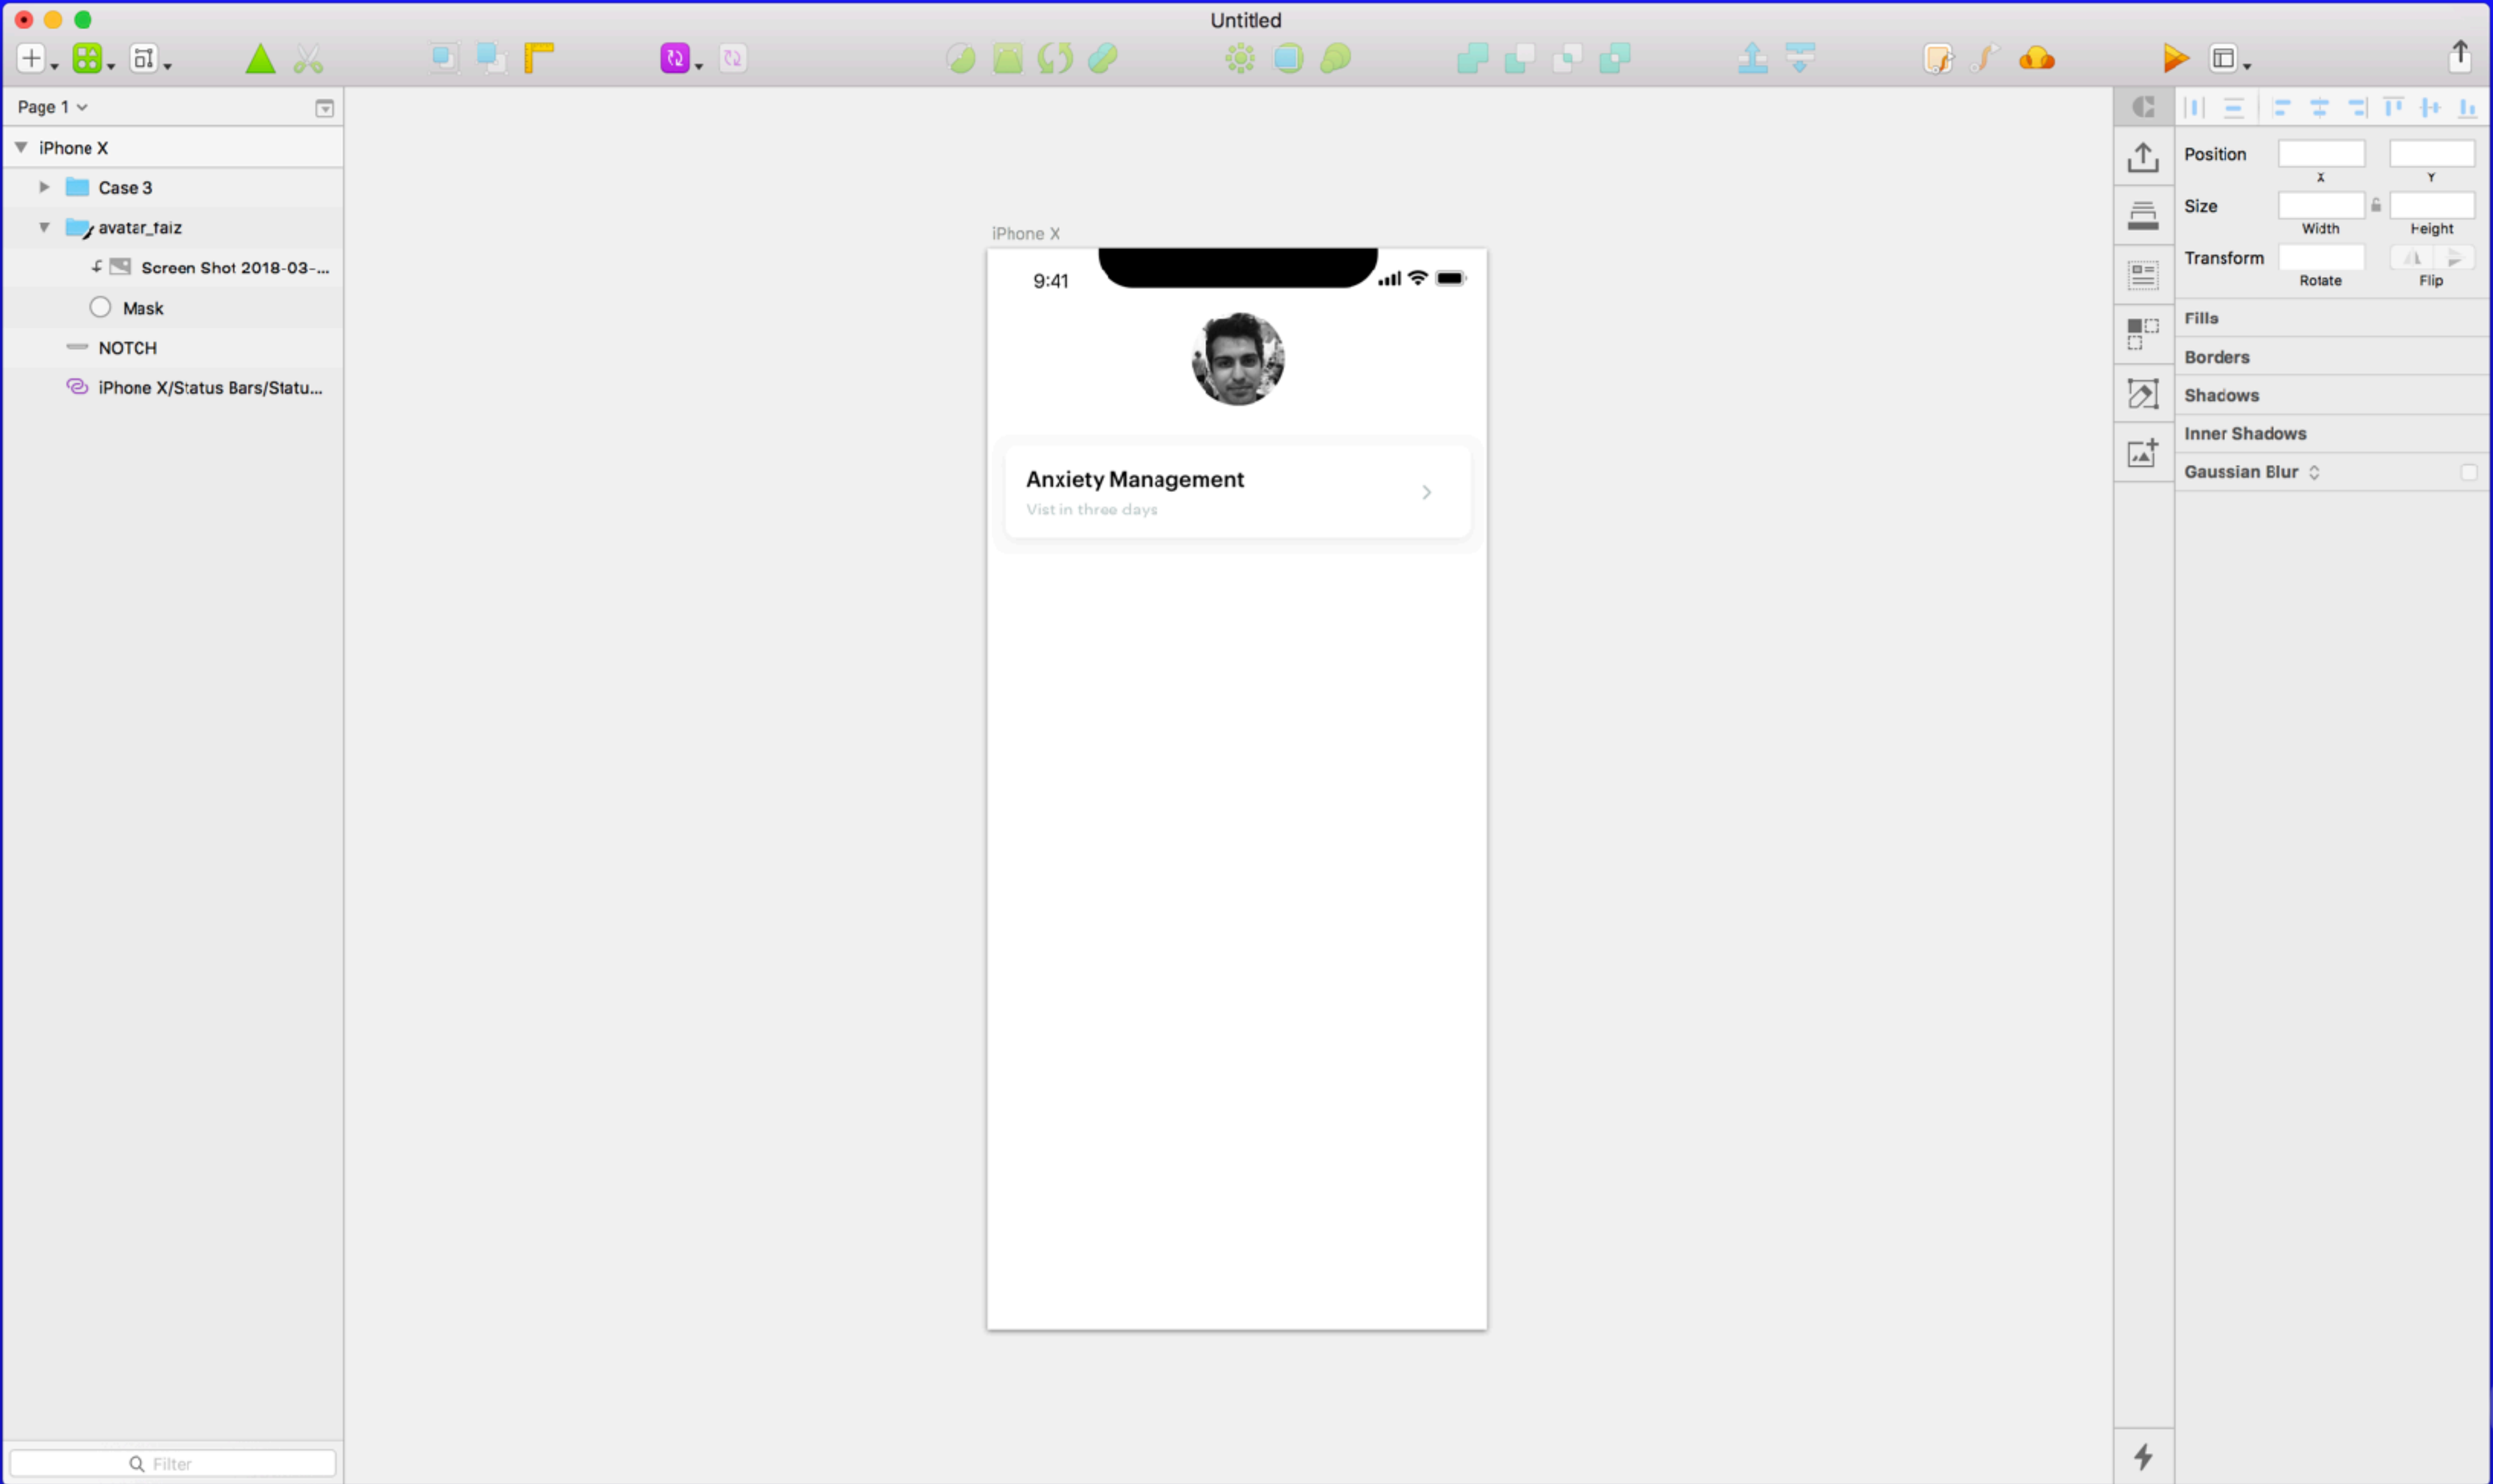 Untitled
Page 1
iPhone X
Case 3
avatar_faiz
Screen Shot 2018-03-...
Mask
NOTCH
iPhone X/Status Bars/Statu...
Filter
iPhone X
9:41
Anxiety Management
Vist in three days
Position
X
Y
Size
Width
Height
Transform
Rotate
Flip
Fills
Borders
Shadows
Inner Shadows
Gaussian Blur